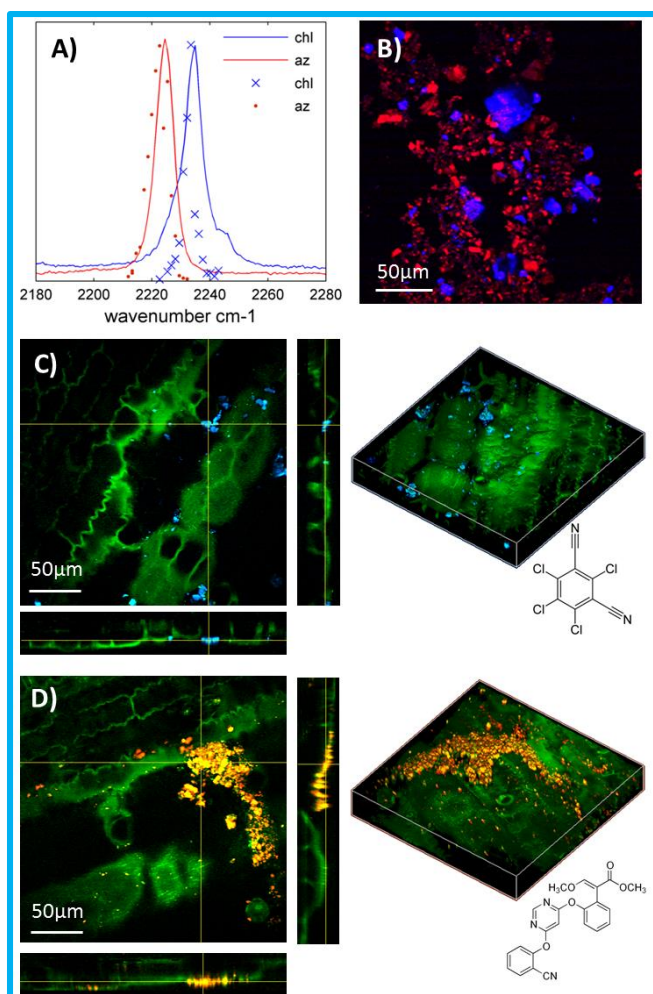 A)
chl
az
chl
az
2180 2200 2220 2240 2260 2280
wavenumber cm-1
B)
50µm
C)
50µm
N
Cl Cl
Cl N
Cl
D)
50µm
O
H₃CO OCH₃
N O
N
O
CN